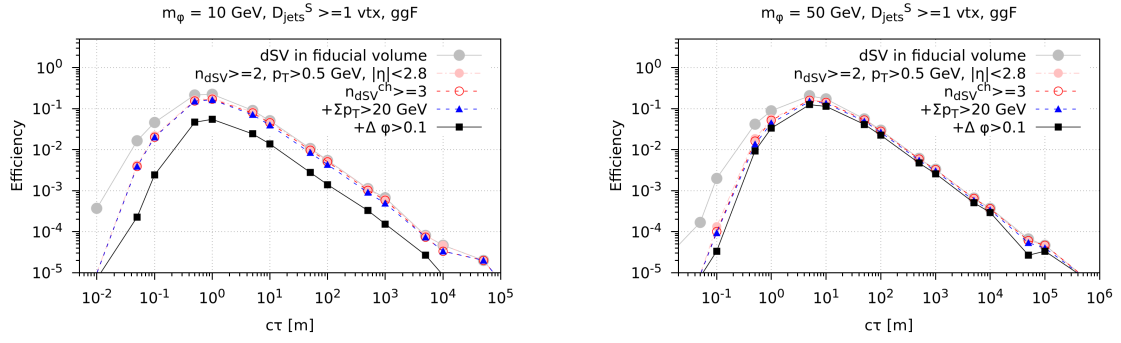 m_φ = 10 GeV, D_jets^S >=1 vtx, ggF
dSV in fiducial volume
n_dSV>=2, p_T>0.5 GeV, |η|<2.8
n_dSV^ch>=3
+Σp_T>20 GeV
+Δ φ>0.1
Efficiency
10^0
10^-1
10^-2
10^-3
10^-4
10^-5
10^-2 10^-1 10^0 10^1 10^2 10^3 10^4 10^5
cτ [m]
m_φ = 50 GeV, D_jets^S >=1 vtx, ggF
dSV in fiducial volume
n_dSV>=2, p_T>0.5 GeV, |η|<2.8
n_dSV^ch>=3
+Σp_T>20 GeV
+Δ φ>0.1
Efficiency
10^0
10^-1
10^-2
10^-3
10^-4
10^-5
10^-1 10^0 10^1 10^2 10^3 10^4 10^5 10^6
cτ [m]